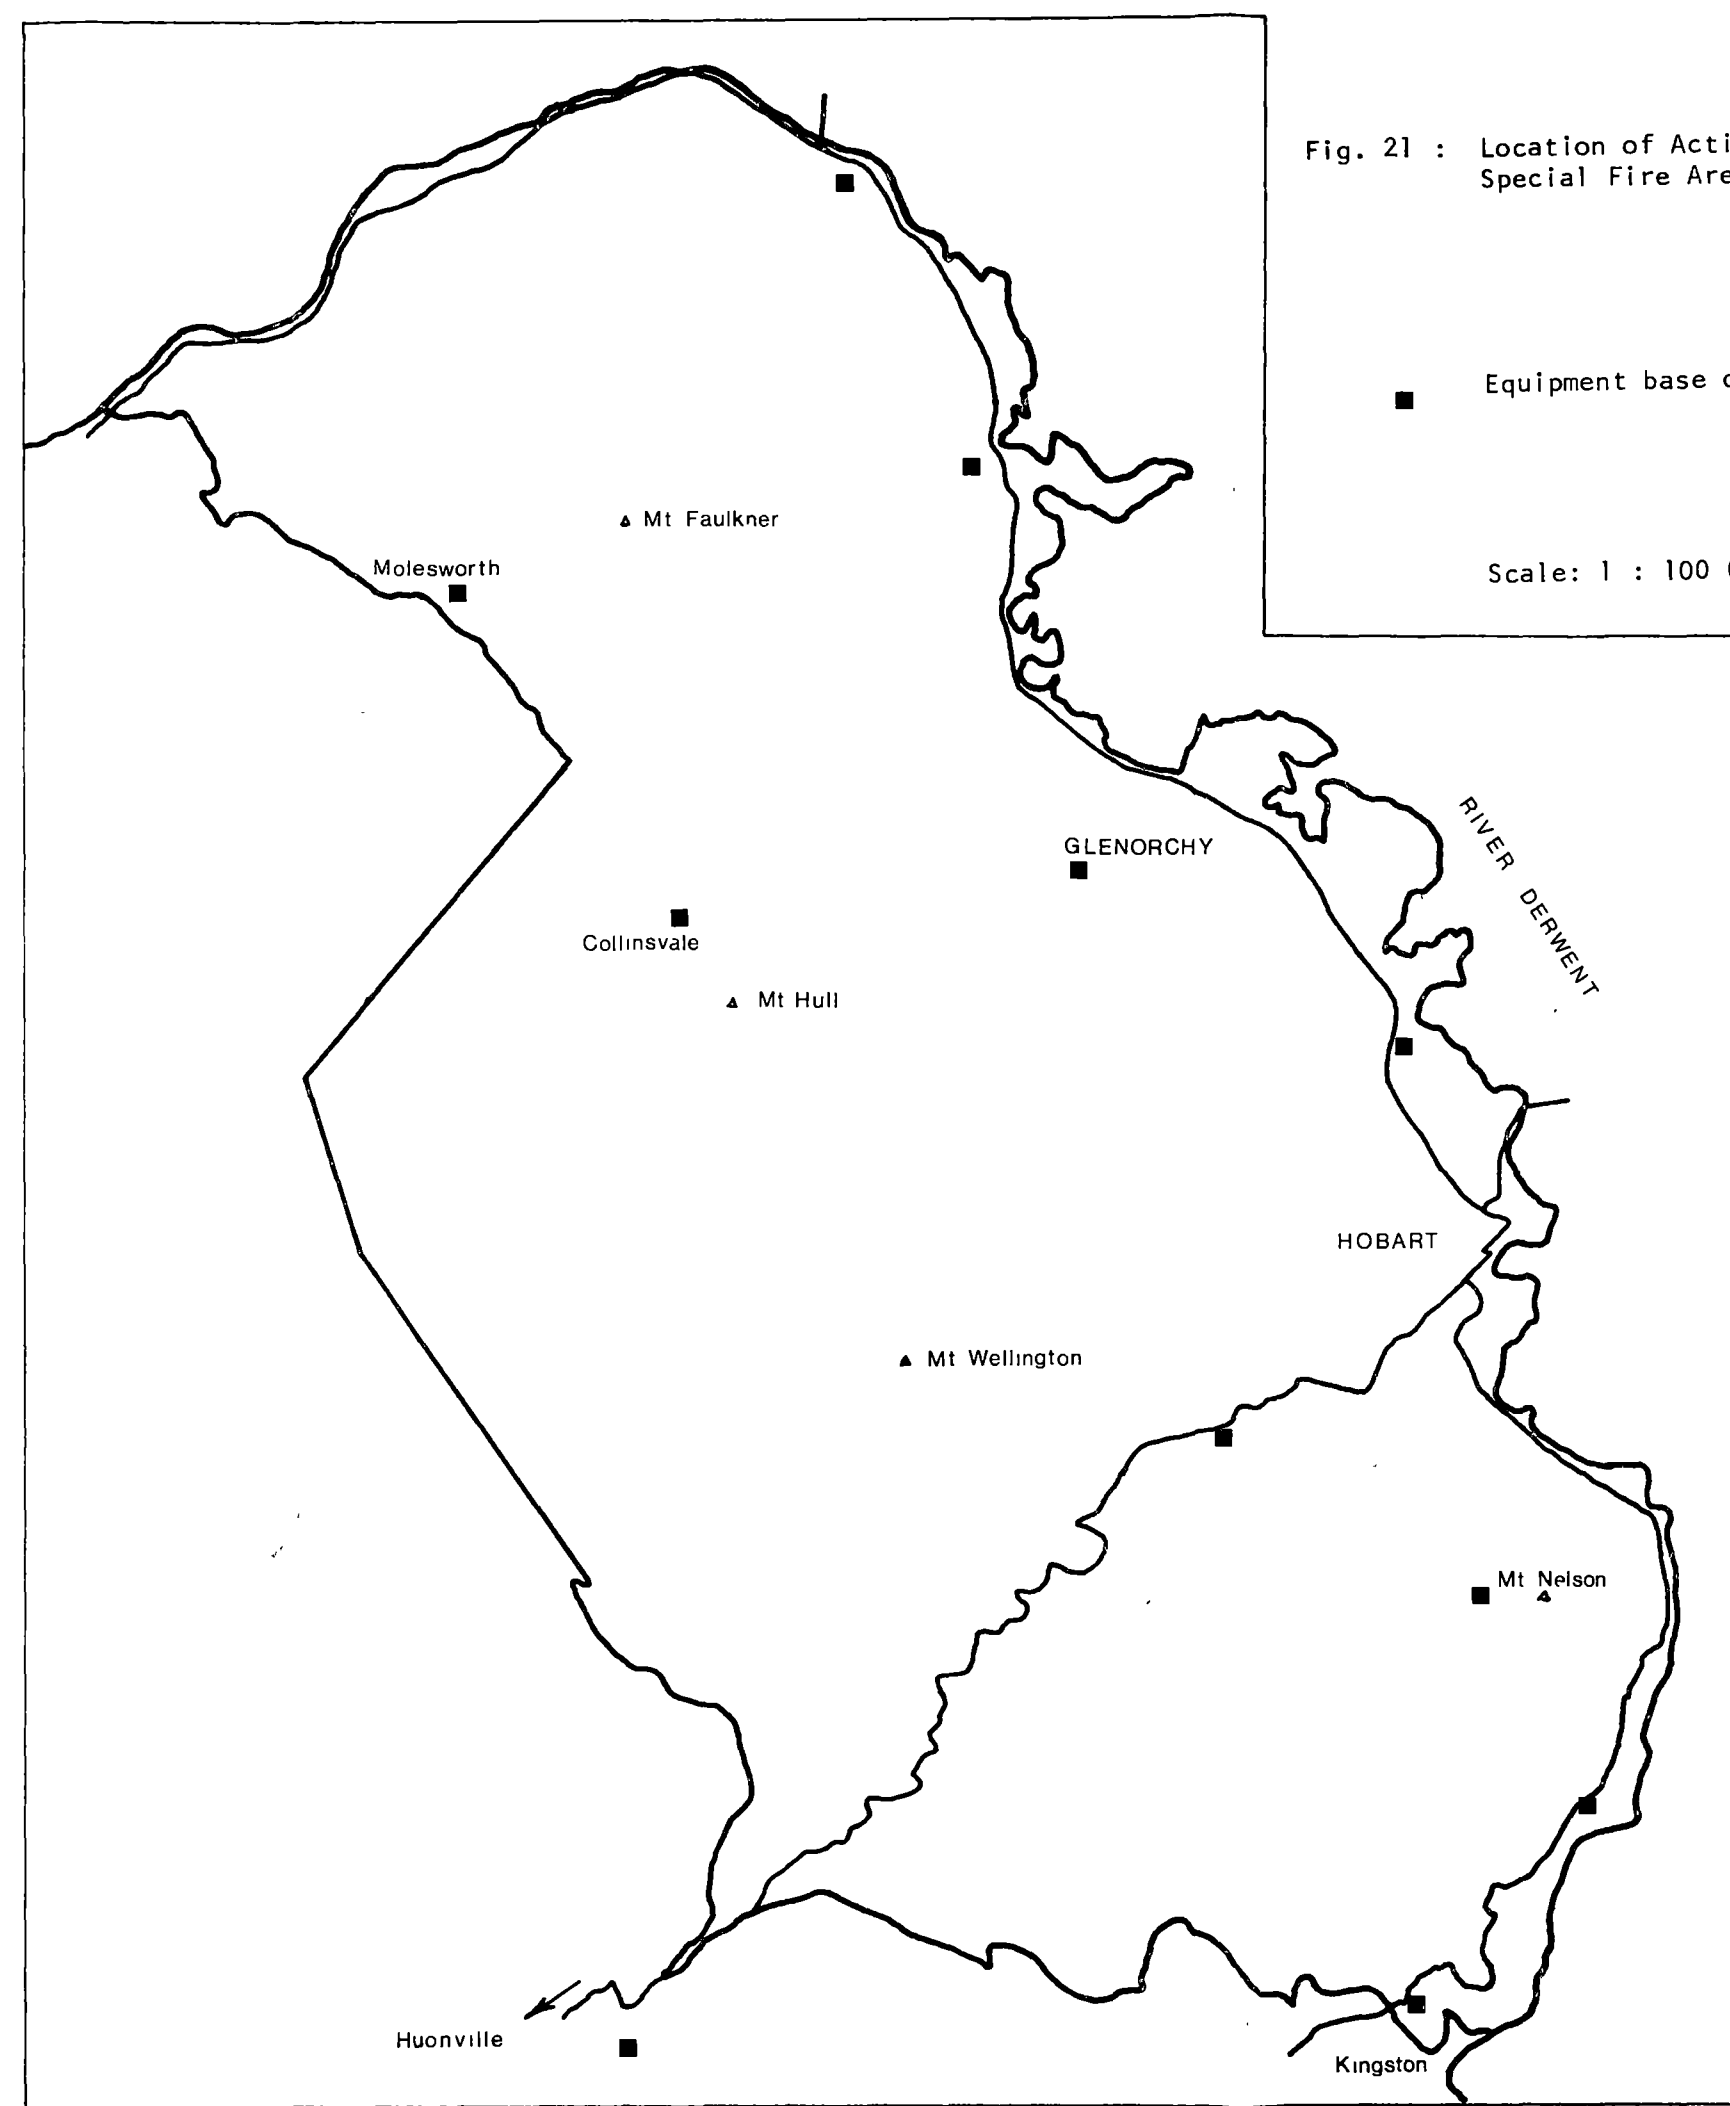 Fig. 21 : Location of Acti
Special Fire Are
Equipment base o
Scale: 1 : 100 0
Mt Faulkner
Molesworth
RIVER DERWENT
GLENORCHY
Collinsvale
Mt Hull
HOBART
Mt Wellington
Mt Nelson
Huonville
Kingston